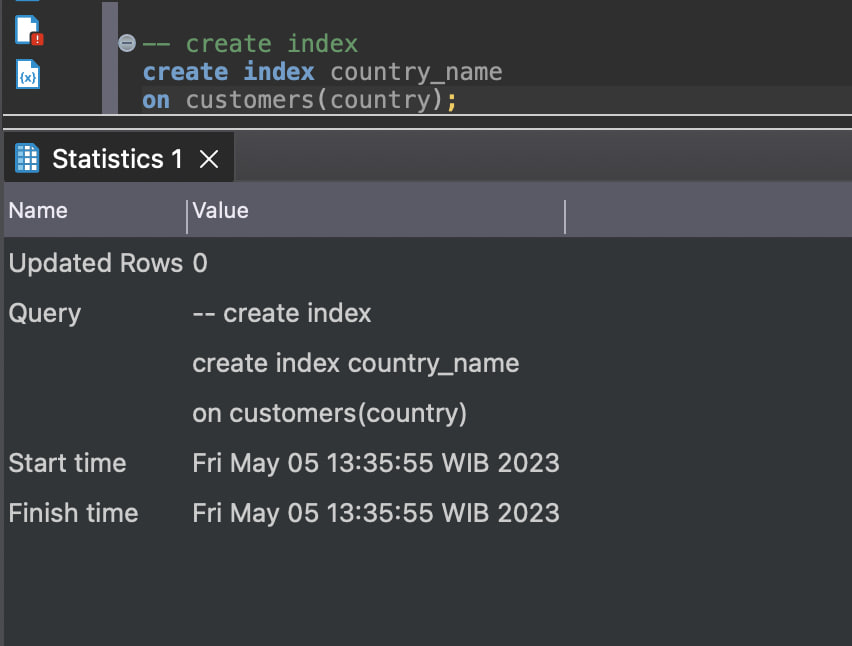 -- create index
create index country_name
on customers(country);
Statistics 1
Name Value
Updated Rows 0
Query -- create index
create index country_name
on customers(country)
Start time Fri May 05 13:35:55 WIB 2023
Finish time Fri May 05 13:35:55 WIB 2023